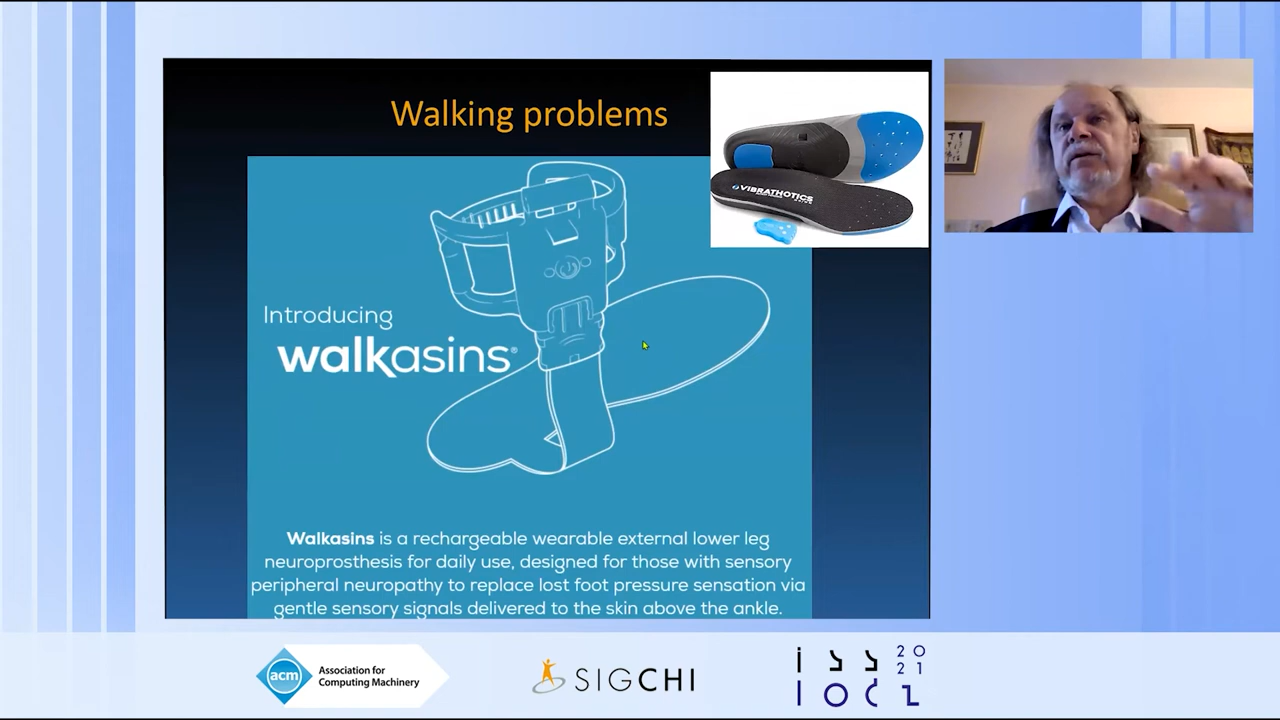 Walking problems
VIBRATHOTICS
Introducing
walkasins®
Walkasins is a rechargeable wearable external lower leg
neuroprosthesis for daily use, designed for those with sensory
peripheral neuropathy to replace lost foot pressure sensation via
gentle sensory signals delivered to the skin above the ankle.
acm
Association for
Computing Machinery
SIGCHI
iss 2021
łódź